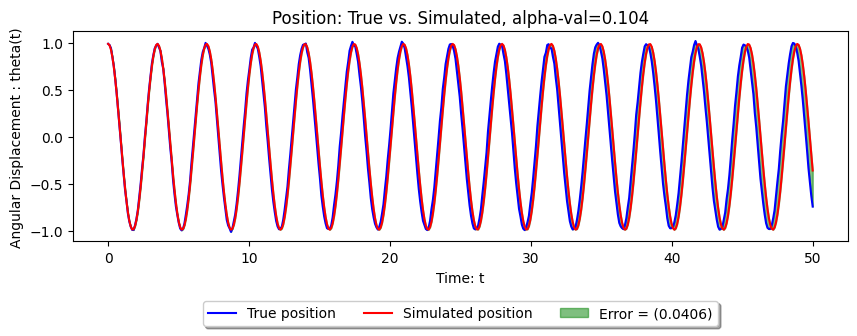 Position: True vs. Simulated, alpha-val=0.104
Angular Displacement : theta(t)
1.0
0.5
0.0
−0.5
−1.0
0 10 20 30 40 50
Time: t
True position Simulated position Error = (0.0406)